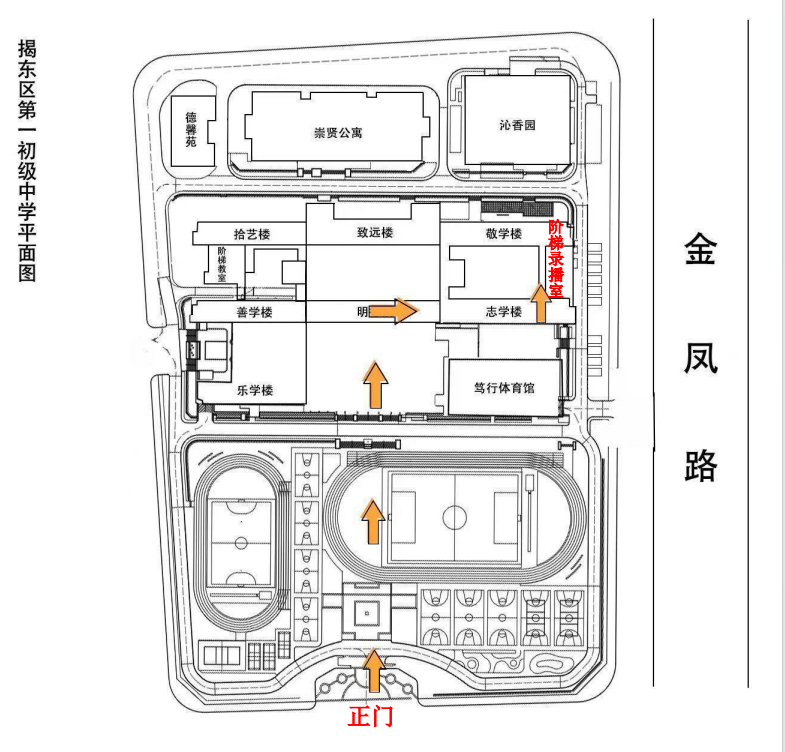 揭东区第一初级中学平面图
德馨苑
崇贤公寓
沁香园
拾艺楼
致远楼
敬学楼
阶梯录播室
阶梯教室
善学楼
明
志学楼
乐学楼
笃行体育馆
金凤路
正门